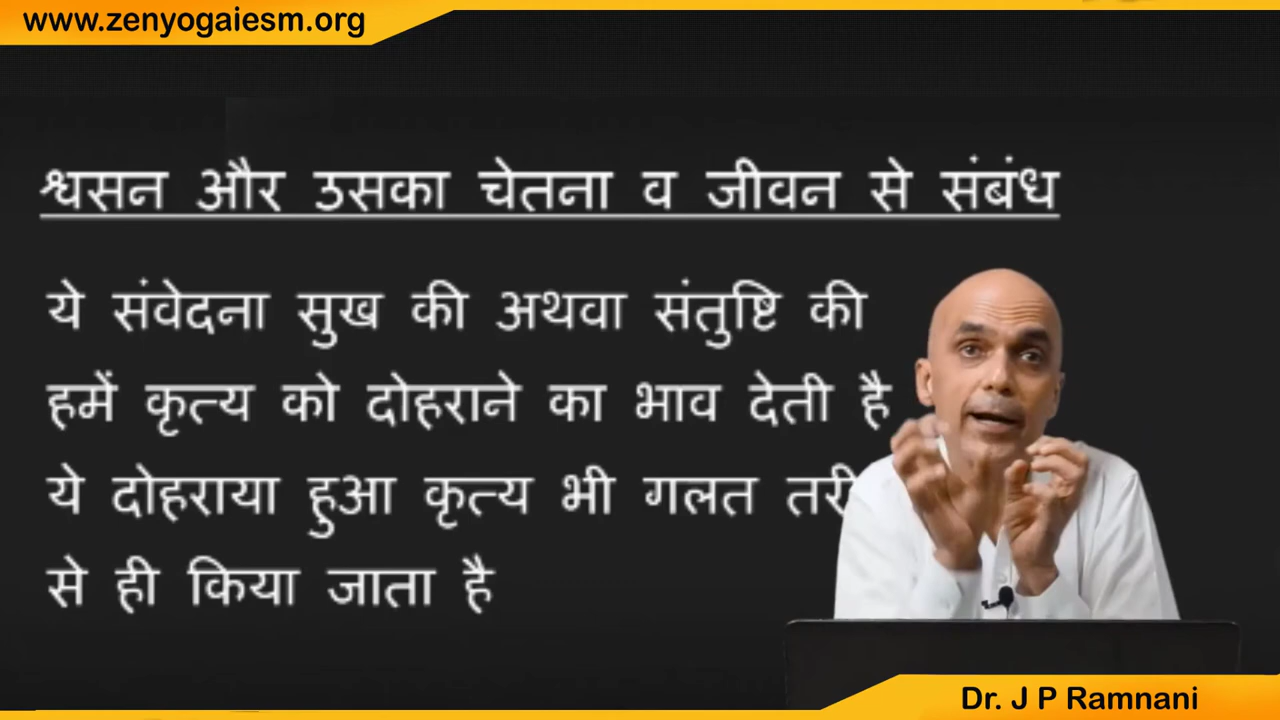 www.zenyogaiesm.org
श्वसन और उसका चेतना व जीवन से संबंध
ये संवेदना सुख की अथवा संतुष्टि की
हमें कृत्य को दोहराने का भाव देती है
ये दोहराया हुआ कृत्य भी गलत
से ही किया जाता है
Dr. J P Ramnani